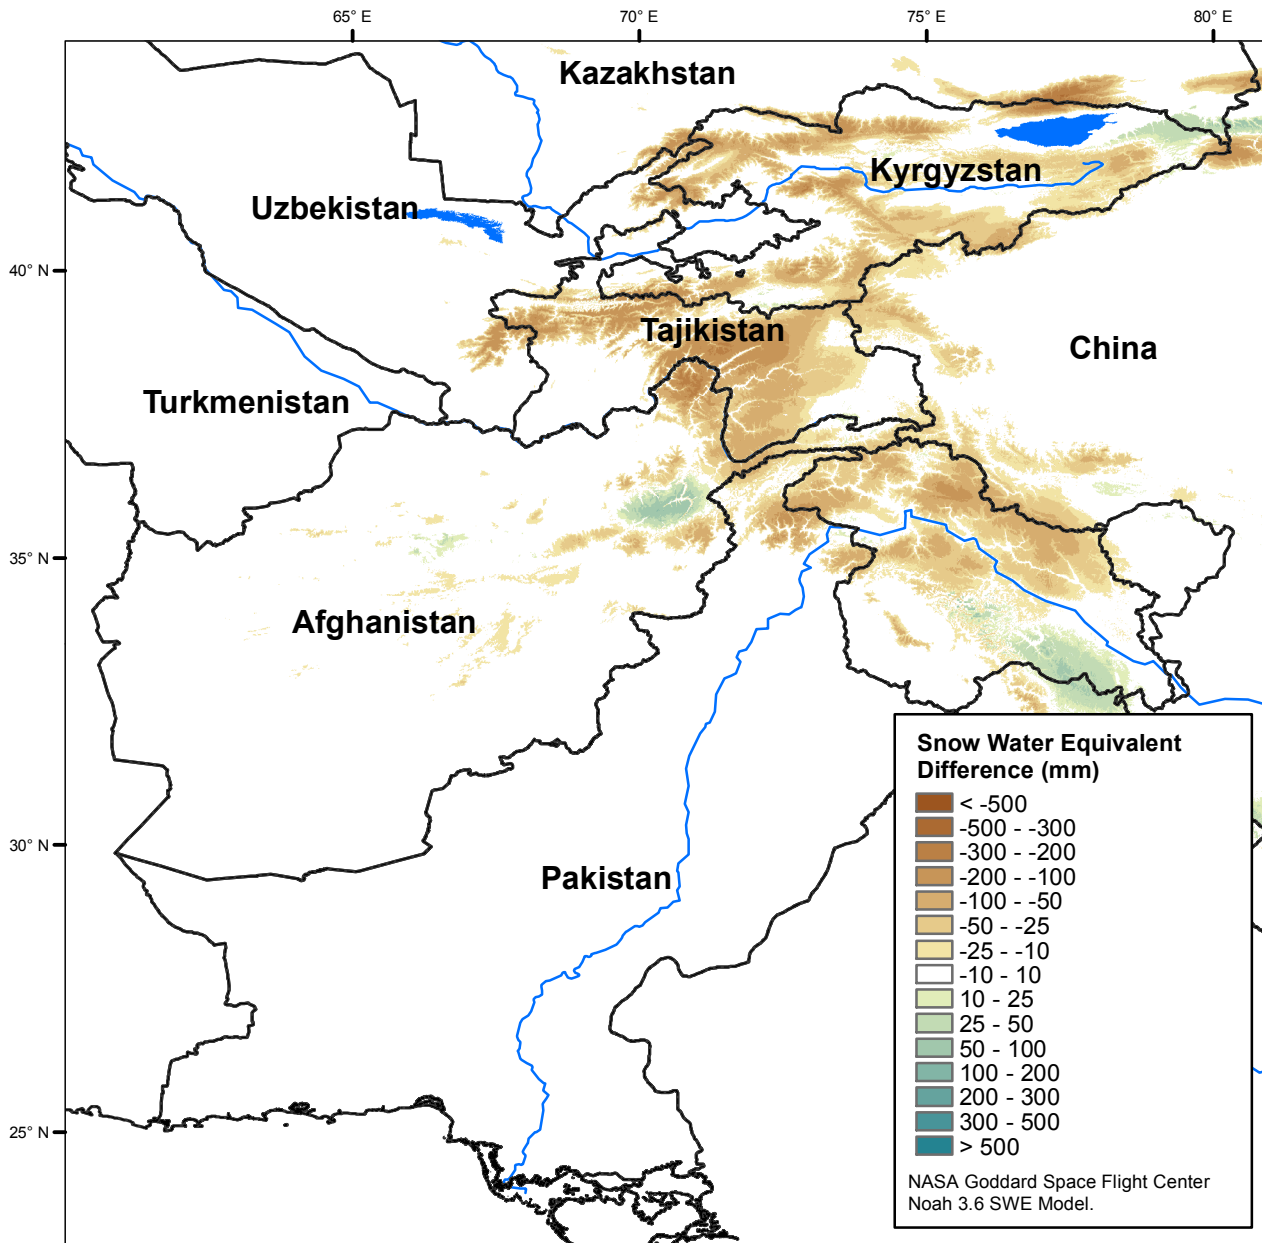 65° E 70° E 75° E 80° E
Kazakhstan
Kyrgyzstan
Uzbekistan
40° N
Tajikistan
China
Turkmenistan
35° N
Afghanistan
Snow Water Equivalent
Difference (mm)
< -500
-500 - -300
-300 - -200
-200 - -100
-100 - -50
-50 - -25
-25 - -10
-10 - 10
10 - 25
25 - 50
50 - 100
100 - 200
200 - 300
300 - 500
> 500
NASA Goddard Space Flight Center
Noah 3.6 SWE Model.
30° N
Pakistan
25° N